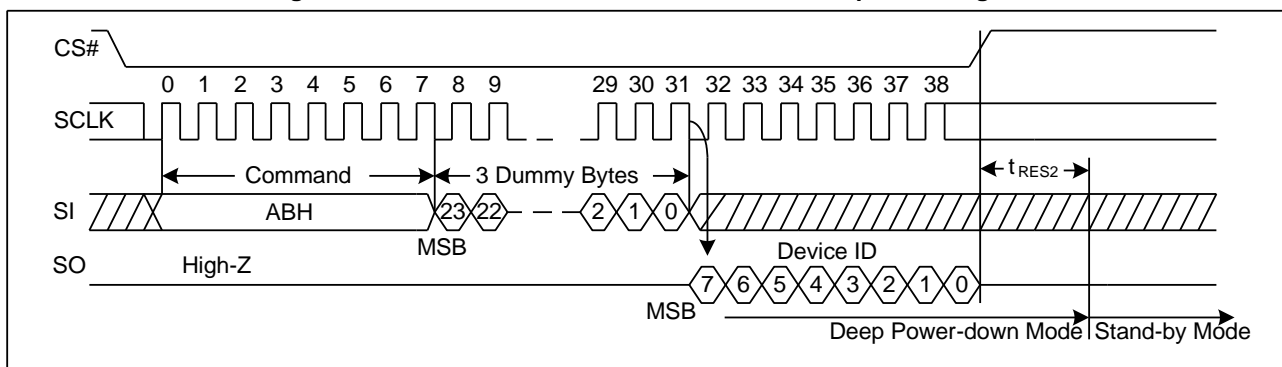 CS#
0 1 2 3 4 5 6 7 8 9 29 30 31 32 33 34 35 36 37 38
SCLK
Command 3 Dummy Bytes tRES2
SI ABH 23 22 2 1 0
MSB Device ID
SO High-Z 7 6 5 4 3 2 1 0
MSB
Deep Power-down Mode Stand-by Mode